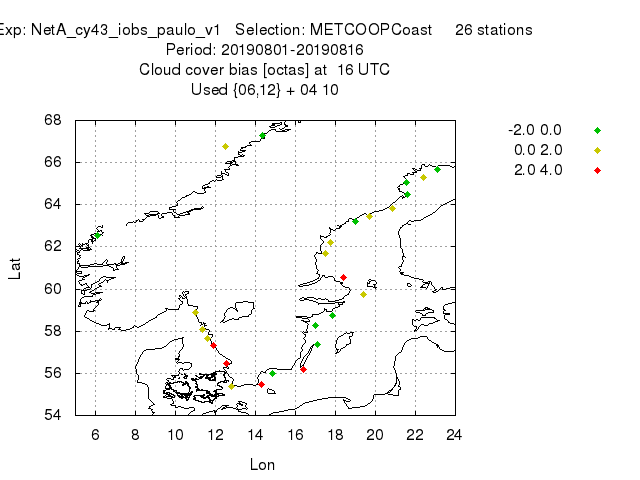 Exp: NetA_cy43_iobs_paulo_v1 Selection: METCOOPCoast 26 stations
Period: 20190801-20190816
Cloud cover bias [octas] at 16 UTC
Used {06,12} + 04 10
-2.0 0.0
0.0 2.0
2.0 4.0
68
66
64
62
60
58
56
54
Lat
6 8 10 12 14 16 18 20 22 24
Lon